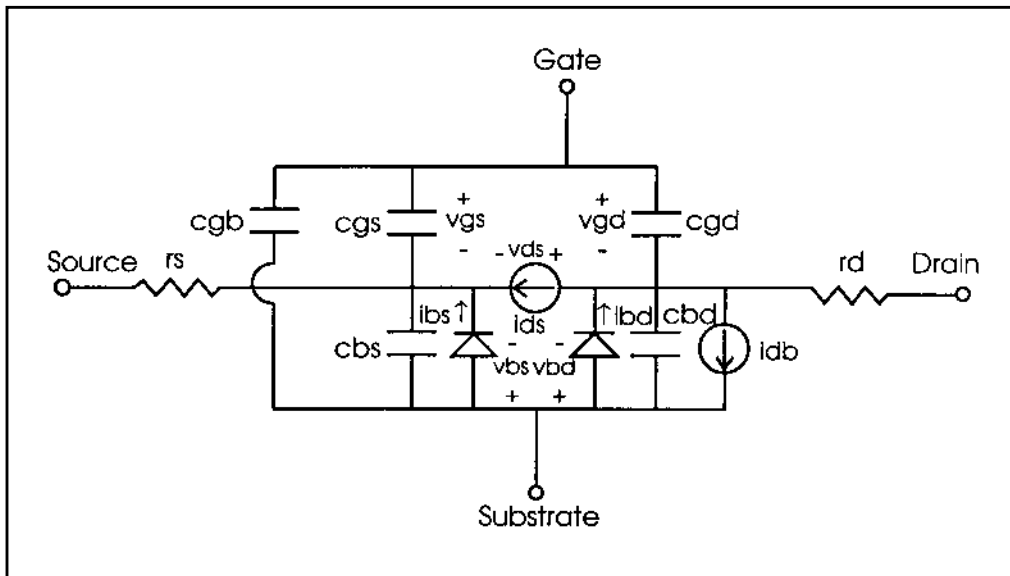 Gate
+ +
cgb cgs vgs vgd cgd
- -
- vds +
Source rs rd Drain
ibs ↑ ids ↑ ibd cbd
cbs - - idb
vbs vbd
+ +
Substrate